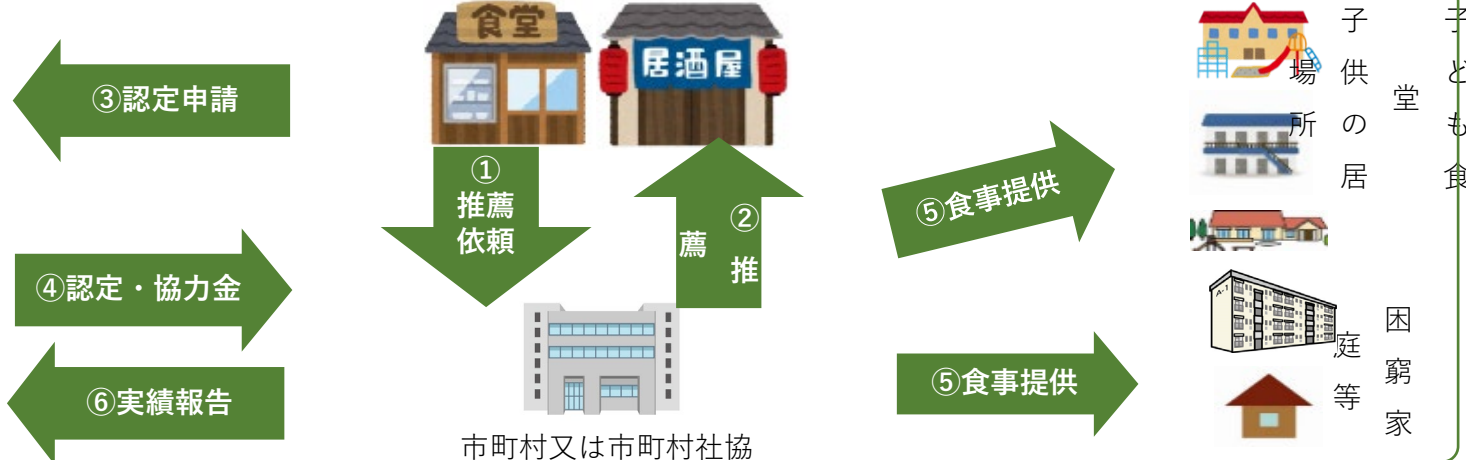 食堂
居酒屋
③認定申請
①
推薦
依頼
②推
薦
④認定・協力金
⑥実績報告
市町村又は市町村社協
⑤食事提供
⑤食事提供
子ども食
堂
子供の居
場所
困窮家
庭等
A-1